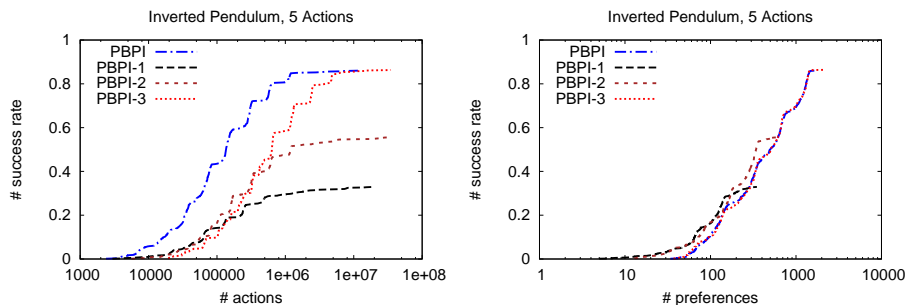 Inverted Pendulum, 5 Actions
1
0.8
0.6
0.4
0.2
0
PBPI
PBPI-1
PBPI-2
PBPI-3
# success rate
1000 10000 100000 1e+06 1e+07 1e+08
# actions
Inverted Pendulum, 5 Actions
1
0.8
0.6
0.4
0.2
0
PBPI
PBPI-1
PBPI-2
PBPI-3
# success rate
1 10 100 1000 10000
# preferences